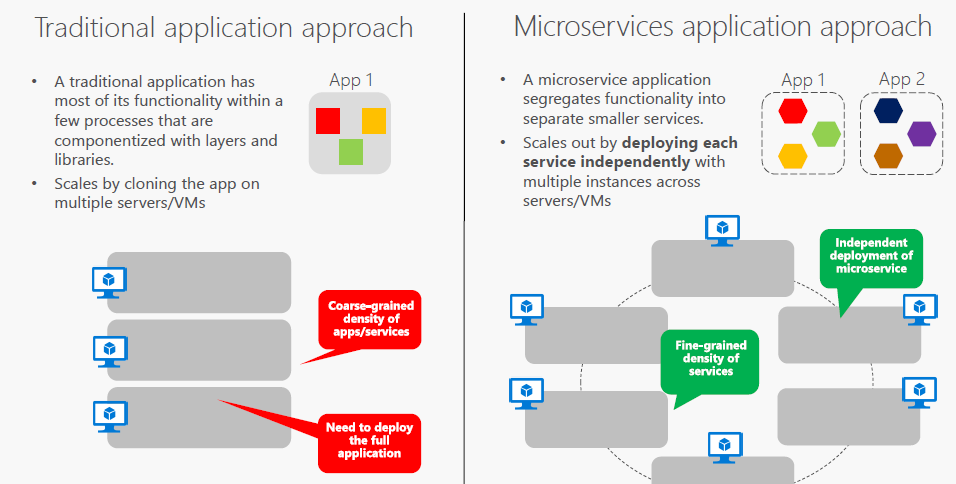 Traditional application approach
• A traditional application has
most of its functionality within a
few processes that are
componentized with layers and
libraries.
• Scales by cloning the app on
multiple servers/VMs
App 1
Coarse-grained
density of
apps/services
Need to deploy
the full
application
Microservices application approach
• A microservice application
segregates functionality into
separate smaller services.
• Scales out by deploying each
service independently with
multiple instances across
servers/VMs
App 1
App 2
Independent
deployment of
microservice
Fine-grained
density of
services